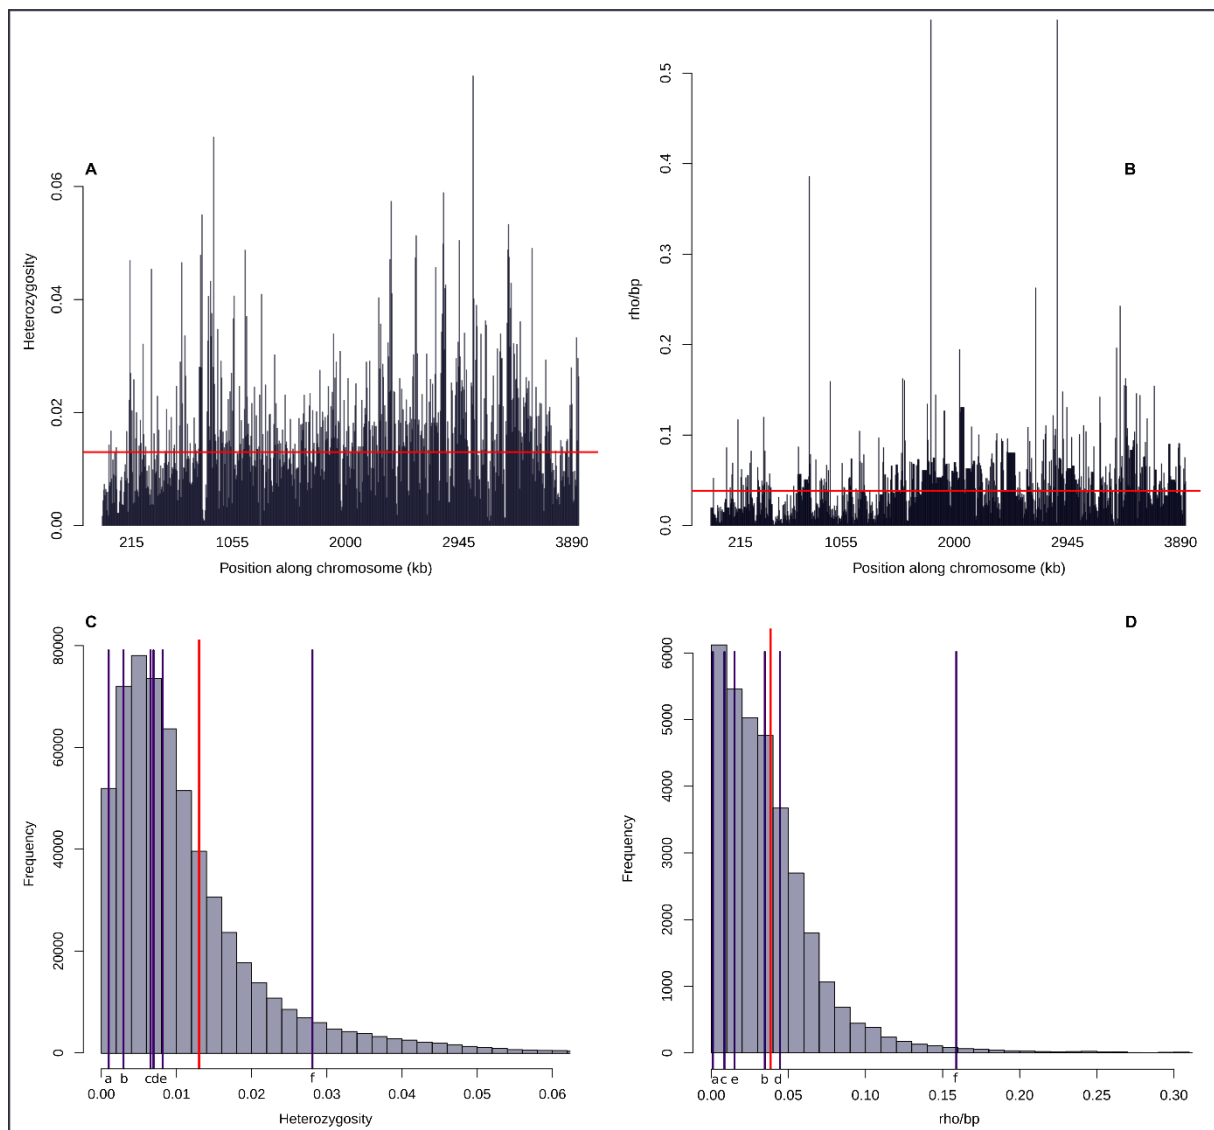 A
Heterozygosity
0.06
0.04
0.02
0.00
215 1055 2000 2945 3890
Position along chromosome (kb)
B
rho/bp
0.5
0.4
0.3
0.2
0.1
0.0
215 1055 2000 2945 3890
Position along chromosome (kb)
C
Frequency
80000
60000
40000
20000
0
a b c d e f
0.00 0.01 0.02 0.03 0.04 0.05 0.06
Heterozygosity
D
Frequency
6000
5000
4000
3000
2000
1000
0
a c e b d f
0.00 0.05 0.10 0.15 0.20 0.25 0.30
rho/bp